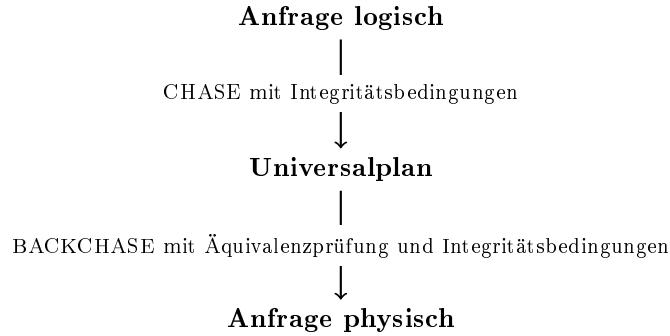 Anfrage logisch
CHASE mit Integritätsbedingungen
Universalplan
BACKCHASE mit Äquivalenzprüfung und Integritätsbedingungen
Anfrage physisch